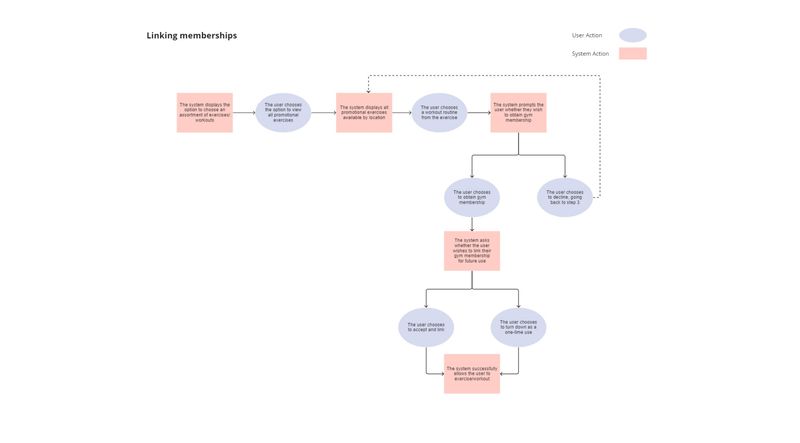 Linking memberships
User Action
System Action
The system displays the
option to choose an
assortment of exercises/
workouts
The user chooses
the option to view
all promotional
exercises
The system displays all
promotional exercises
available by location
The user chooses
a workout routine
from the exercise
The system prompts the
user whether they wish
to obtain gym
membership
The user chooses
to obtain gym
membership
The user chooses
to decline, going
back to step 3.
The system asks
whether the user
wishes to link their
gym membership
for future use
The user chooses
to accept and link
The user chooses
to turn down as a
one-time use
The system successfully
allows the user to
exercise/workout